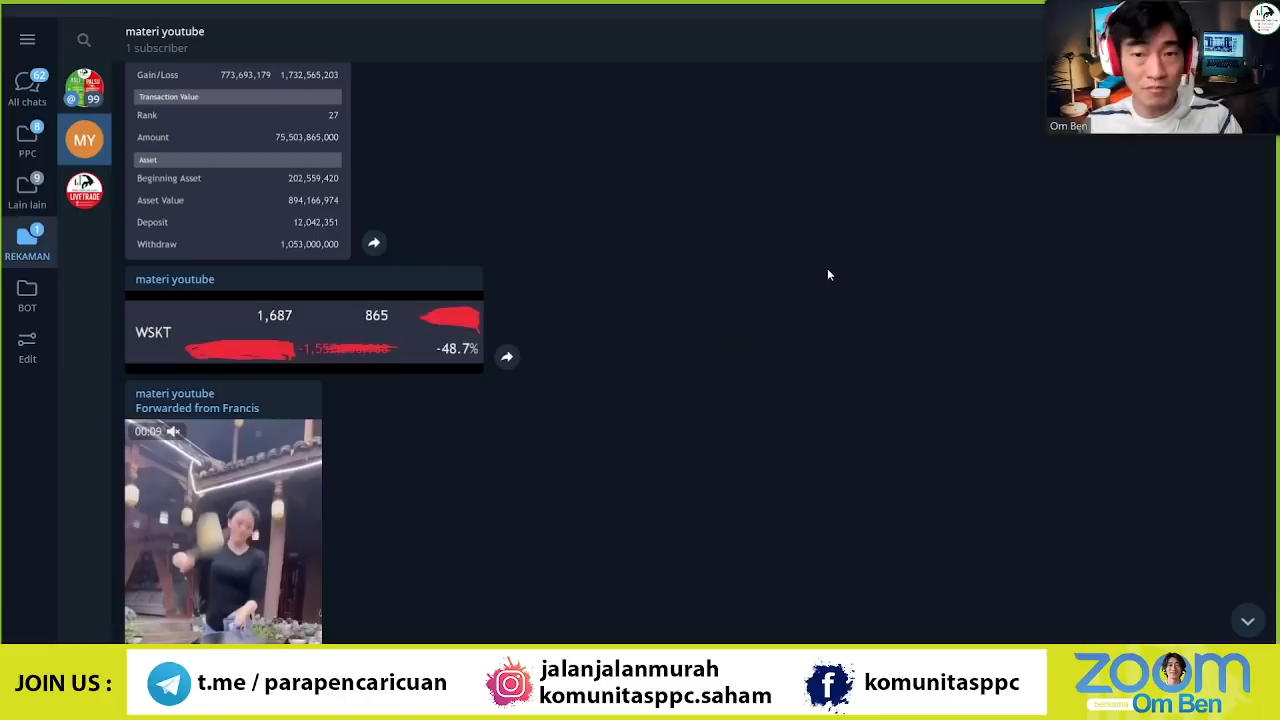 materi youtube
1 subscriber
62
All chats
@ 99
8
PPC
MY
9
Lain lain
LIVETRADE
1
REKAMAN
BOT
Edit
Gain/Loss 773,693,179 1,732,565,203
Transaction Value
Rank 27
Amount 75,503,865,000
Asset
Beginning Asset 202,559,420
Asset Value 894,166,974
Deposit 12,042,351
Withdraw 1,053,000,000
materi youtube
1,687 865
WSKT
-48.7%
materi youtube
Forwarded from Francis
00:09
Om Ben
JOIN US :
t.me / parapencaricuan
jalanjalanmurah
komunitasppc.saham
komunitasppc
zoom
bersama
Om Ben